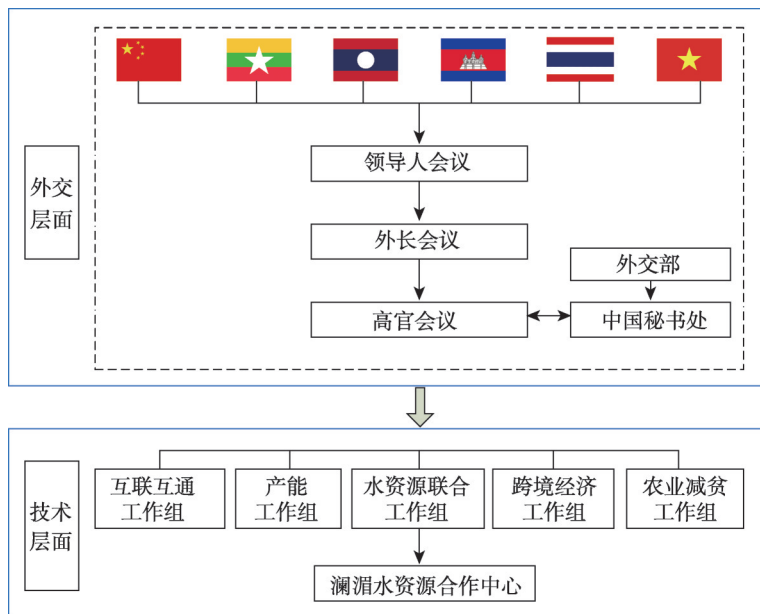 外交
层面
领导人会议
外长会议
外交部
高官会议
中国秘书处
技术
层面
互联互通
工作组
产能
工作组
水资源联合
工作组
跨境经济
工作组
农业减贫
工作组
澜湄水资源合作中心